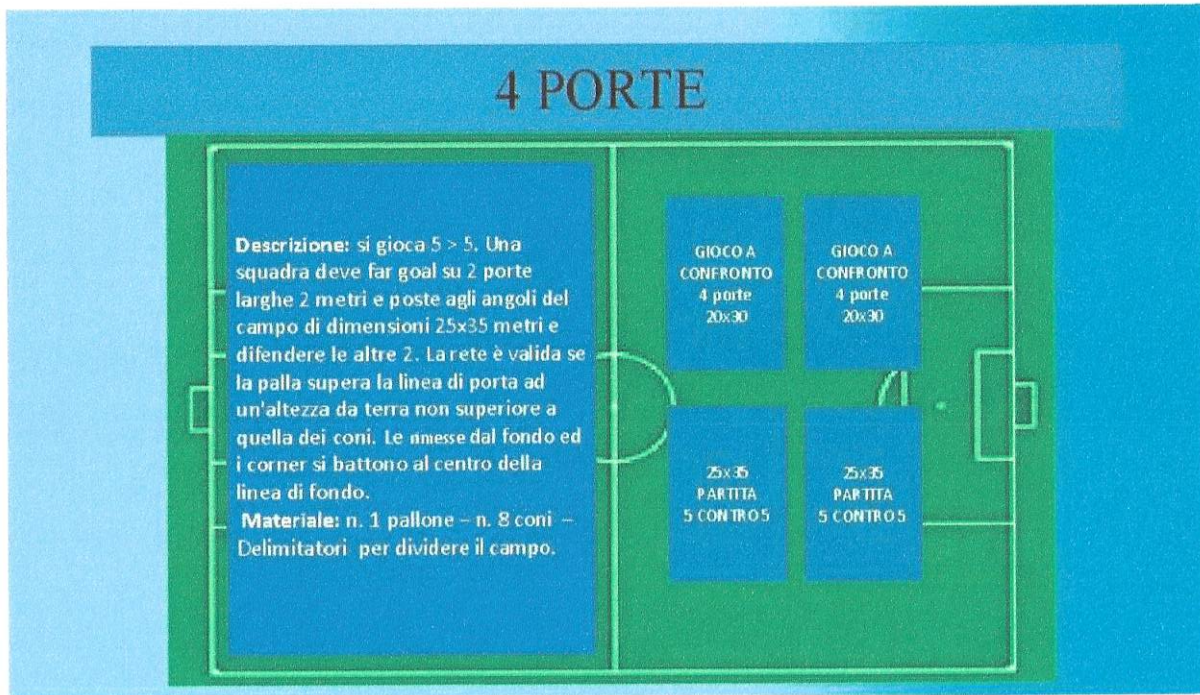 4 PORTE
Descrizione: si gioca 5 > 5. Una
squadra deve far goal su 2 porte
larghe 2 metri e poste agli angoli del
campo di dimensioni 25x35 metri e
difendere le altre 2. La rete è valida se
la palla supera la linea di porta ad
un'altezza da terra non superiore a
quella dei coni. Le rimesse dal fondo ed
i corner si battono al centro della
linea di fondo.
Materiale: n. 1 pallone – n. 8 coni –
Delimitatori per dividere il campo.
GIOCO A
CONFRONTO
4 porte
20x30
GIOCO A
CONFRONTO
4 porte
20x30
25x35
PARTITA
5 CONTRO 5
25x35
PARTITA
5 CONTRO 5